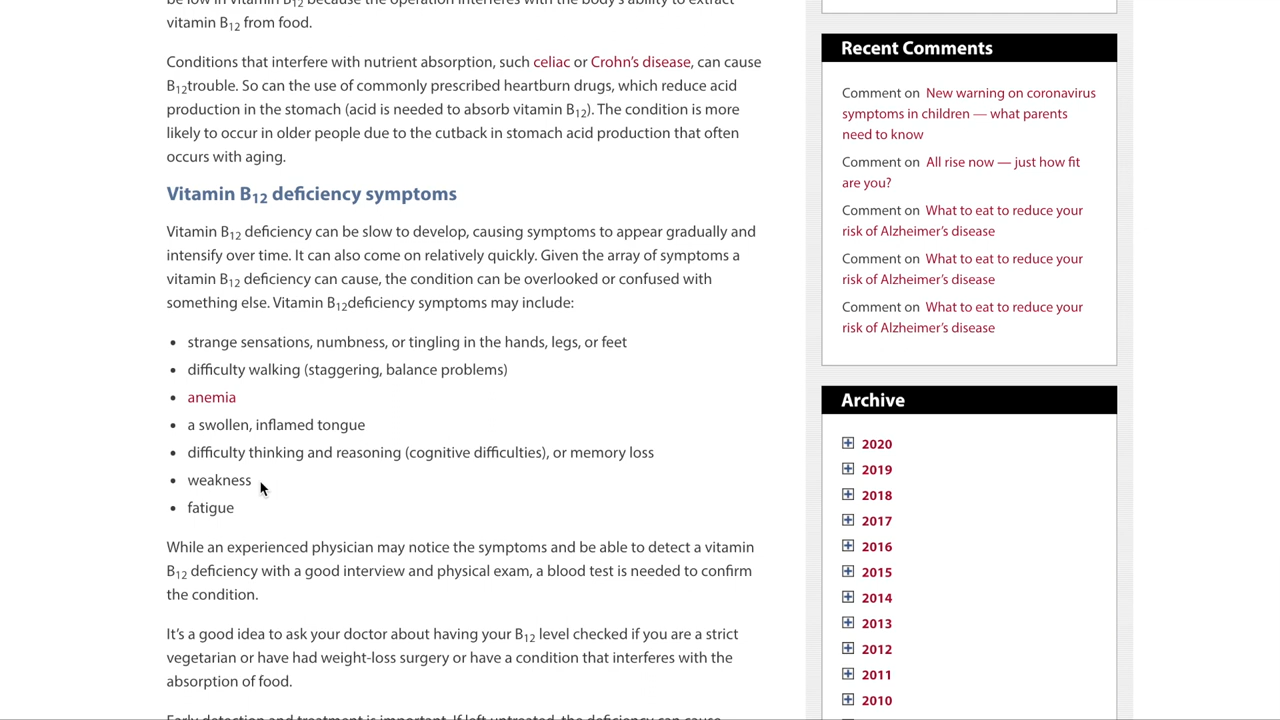 be low in vitamin B12 because the operation interferes with the body's ability to extract
vitamin B12 from food.
Conditions that interfere with nutrient absorption, such celiac or Crohn's disease, can cause
B12trouble. So can the use of commonly prescribed heartburn drugs, which reduce acid
production in the stomach (acid is needed to absorb vitamin B12). The condition is more
likely to occur in older people due to the cutback in stomach acid production that often
occurs with aging.
Vitamin B12 deficiency symptoms
Vitamin B12 deficiency can be slow to develop, causing symptoms to appear gradually and
intensify over time. It can also come on relatively quickly. Given the array of symptoms a
vitamin B12 deficiency can cause, the condition can be overlooked or confused with
something else. Vitamin B12deficiency symptoms may include:
• strange sensations, numbness, or tingling in the hands, legs, or feet
• difficulty walking (staggering, balance problems)
• anemia
• a swollen, inflamed tongue
• difficulty thinking and reasoning (cognitive difficulties), or memory loss
• weakness
• fatigue
While an experienced physician may notice the symptoms and be able to detect a vitamin
B12 deficiency with a good interview and physical exam, a blood test is needed to confirm
the condition.
It's a good idea to ask your doctor about having your B12 level checked if you are a strict
vegetarian or have had weight-loss surgery or have a condition that interferes with the
absorption of food.
Early detection and treatment is important. If left untreated, the deficiency can cause
Recent Comments
Comment on New warning on coronavirus
symptoms in children — what parents
need to know
Comment on All rise now — just how fit
are you?
Comment on What to eat to reduce your
risk of Alzheimer's disease
Comment on What to eat to reduce your
risk of Alzheimer's disease
Comment on What to eat to reduce your
risk of Alzheimer's disease
Archive
2020
2019
2018
2017
2016
2015
2014
2013
2012
2011
2010